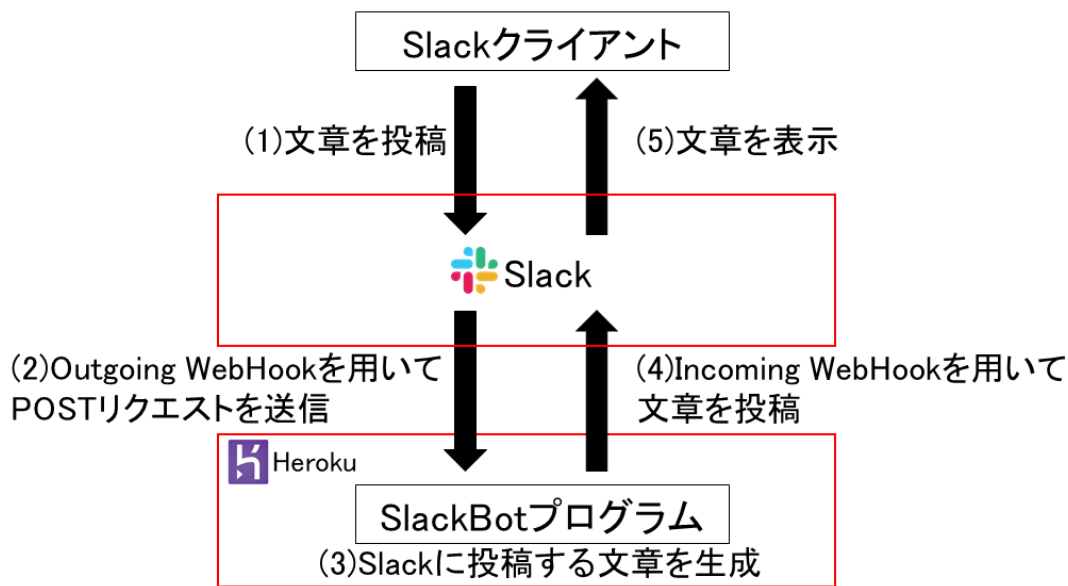 Slackクライアント
(1)文章を投稿
(5)文章を表示
Slack
(2)Outgoing WebHookを用いて
POSTリクエストを送信
(4)Incoming WebHookを用いて
文章を投稿
Heroku
SlackBotプログラム
(3)Slackに投稿する文章を生成